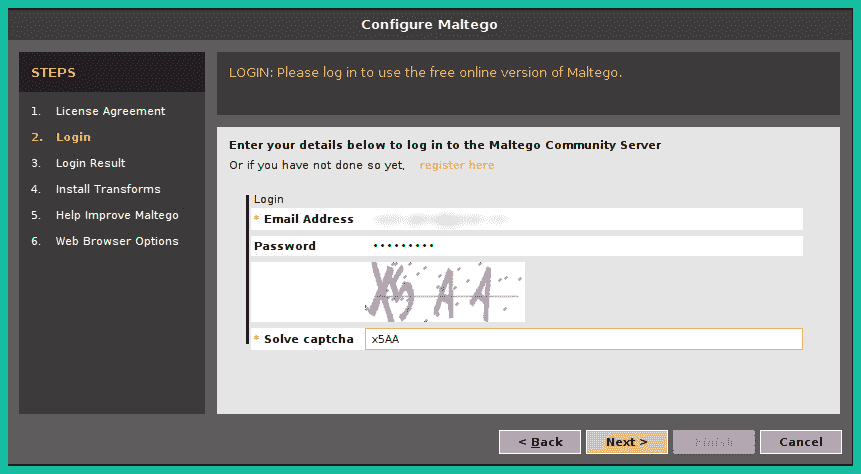 Configure Maltego
STEPS
1. License Agreement
2. Login
3. Login Result
4. Install Transforms
5. Help Improve Maltego
6. Web Browser Options
LOGIN: Please log in to use the free online version of Maltego.
Enter your details below to log in to the Maltego Community Server
Or if you have not done so yet, register here
Login
* Email Address
Password •••••••••
X5AA
* Solve captcha x5AA
< Back Next > Finish Cancel